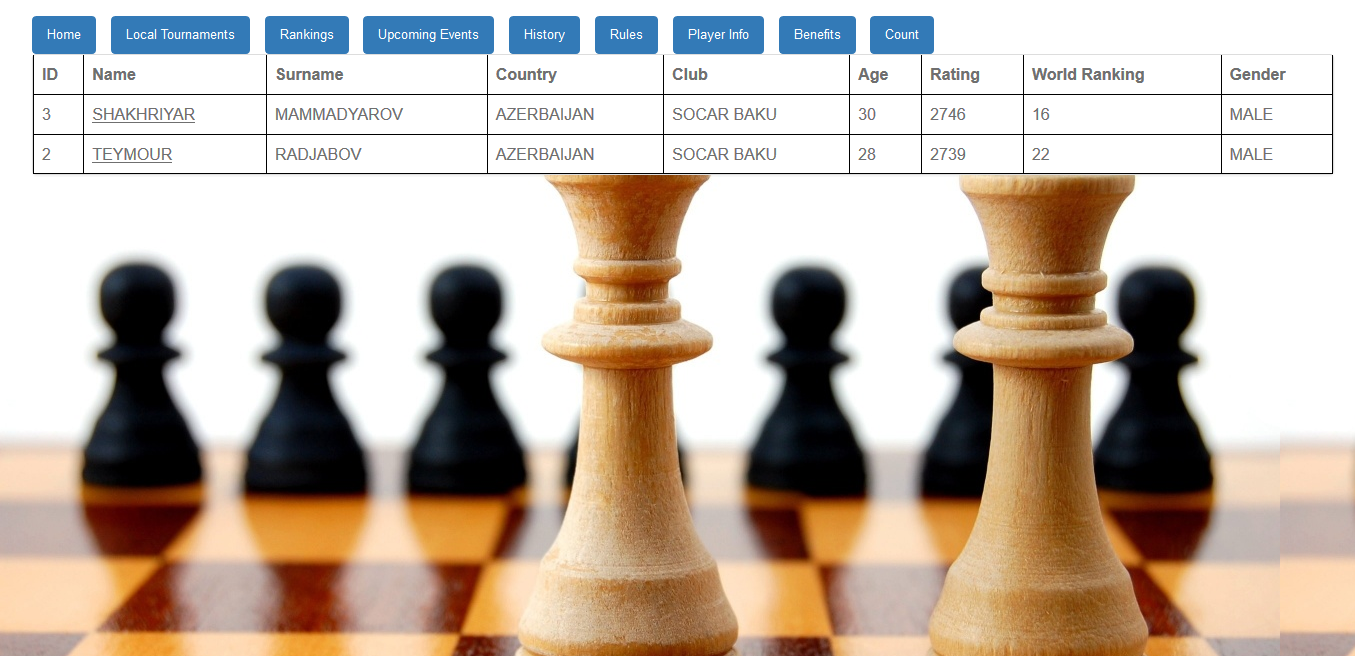 Home Local Tournaments Rankings Upcoming Events History Rules Player Info Benefits Count
ID Name Surname Country Club Age Rating World Ranking Gender
3 SHAKHRIYAR MAMMADYAROV AZERBAIJAN SOCAR BAKU 30 2746 16 MALE
2 TEYMOUR RADJABOV AZERBAIJAN SOCAR BAKU 28 2739 22 MALE